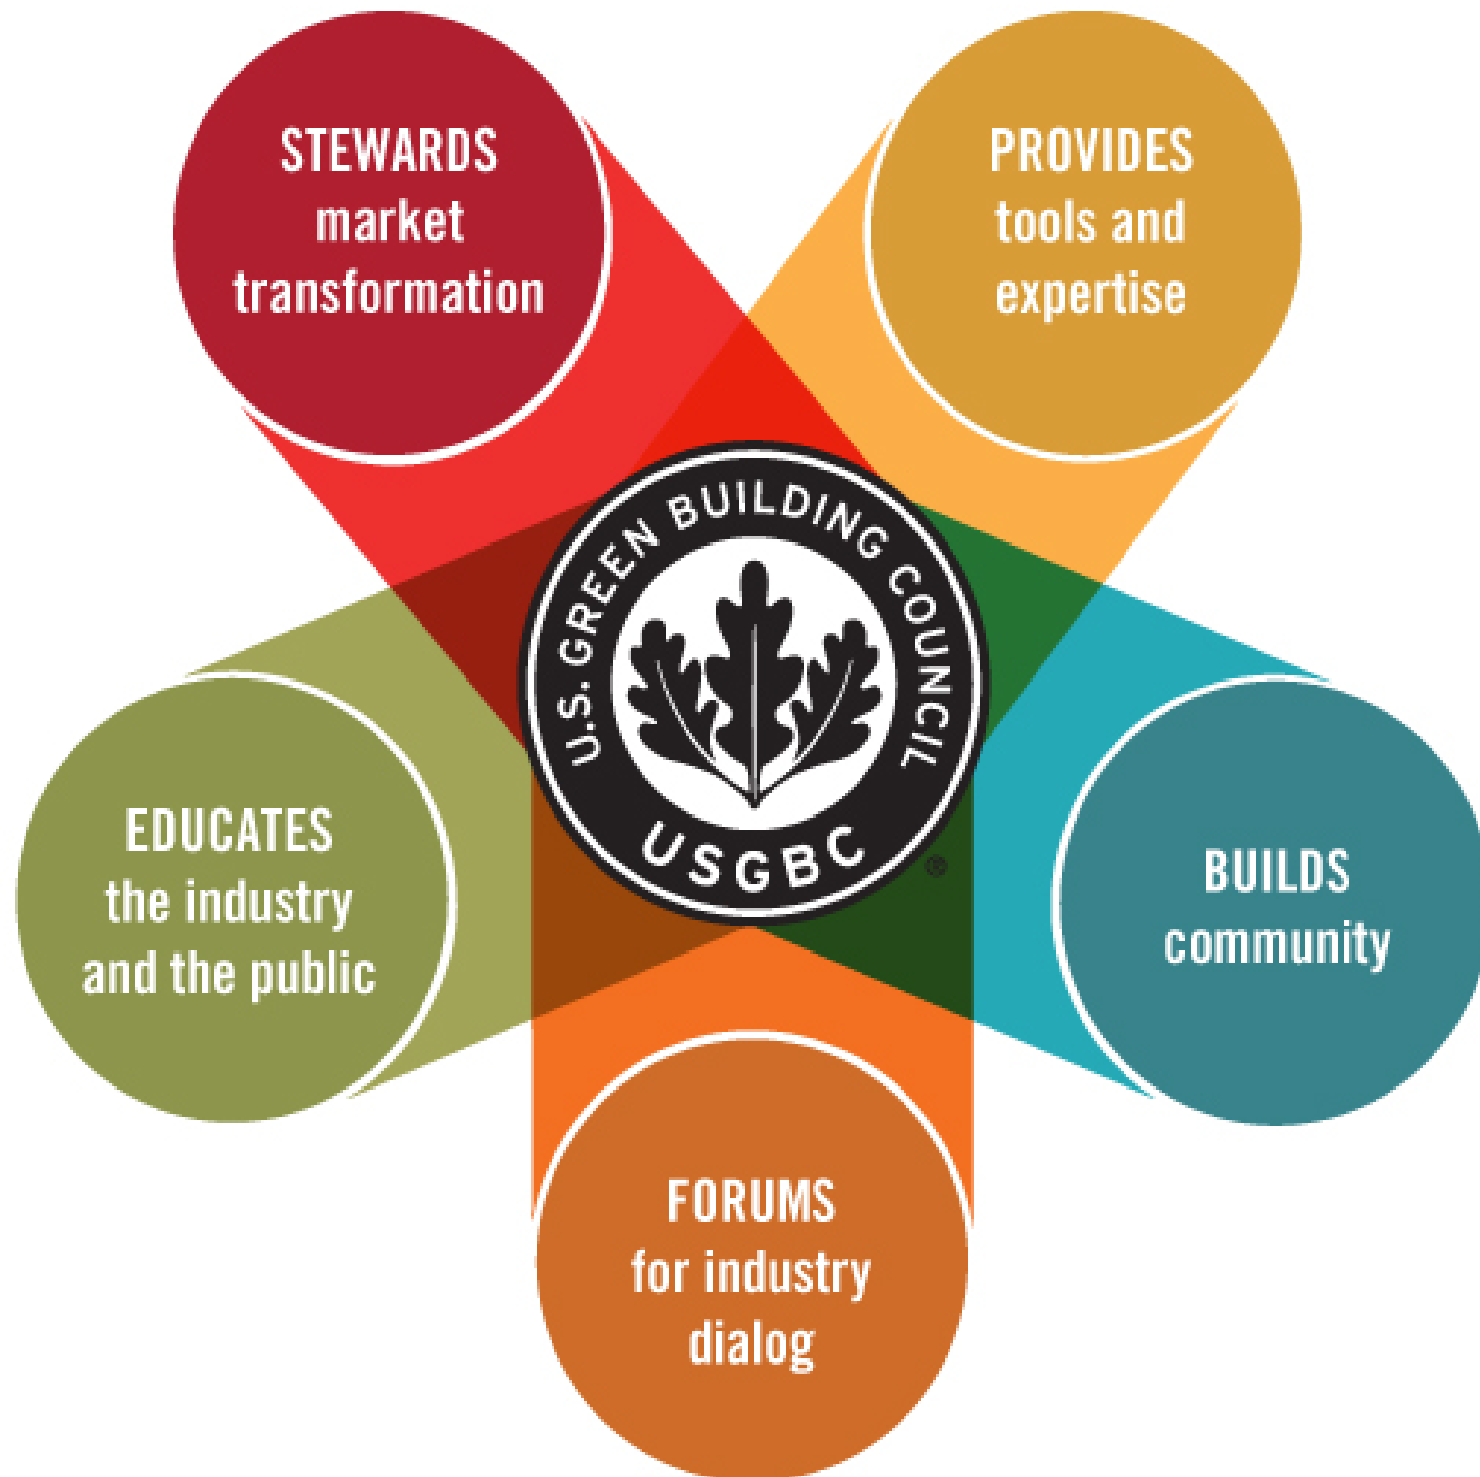 STEWARDS
market
transformation
PROVIDES
tools and
expertise
U.S. GREEN BUILDING COUNCIL
USGBC
®
EDUCATES
the industry
and the public
BUILDS
community
FORUMS
for industry
dialog